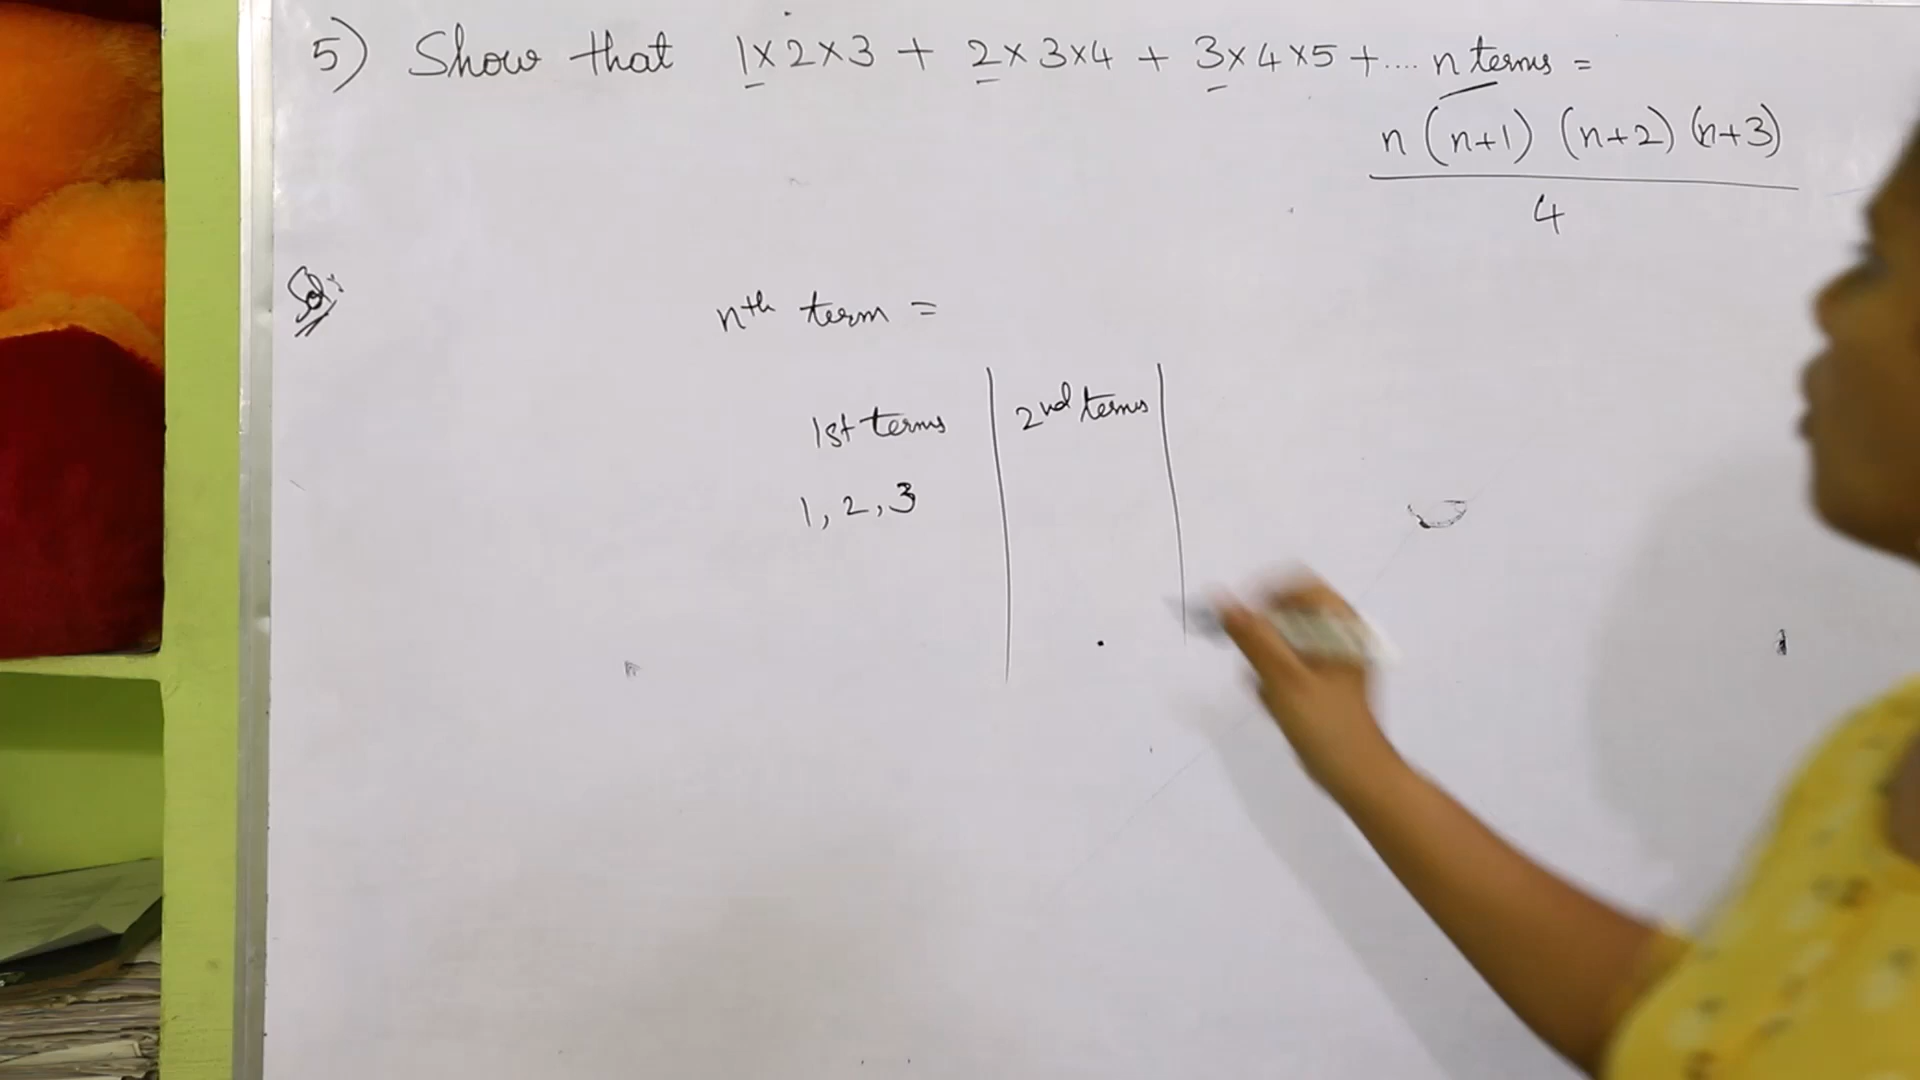 5) Show that 1×2×3 + 2×3×4 + 3×4×5 +.... n terms =
n (n+1) (n+2) (n+3)
4
Sol:
nth term =
1st terms
2nd terms
1, 2, 3